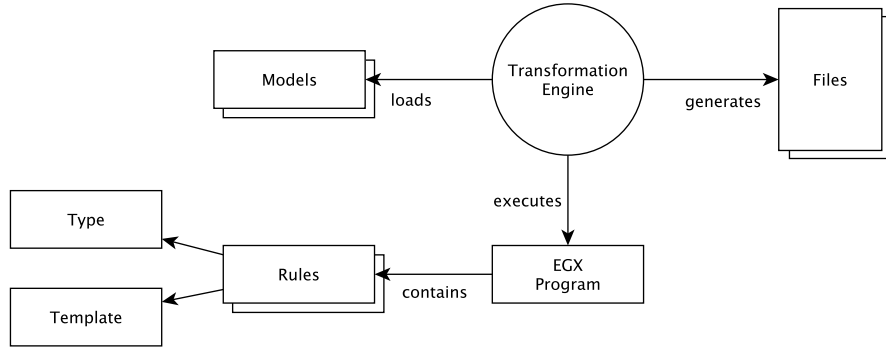 Transformation
Engine
Models
Files
loads
generates
executes
Type
EGX
Program
Rules
contains
Template